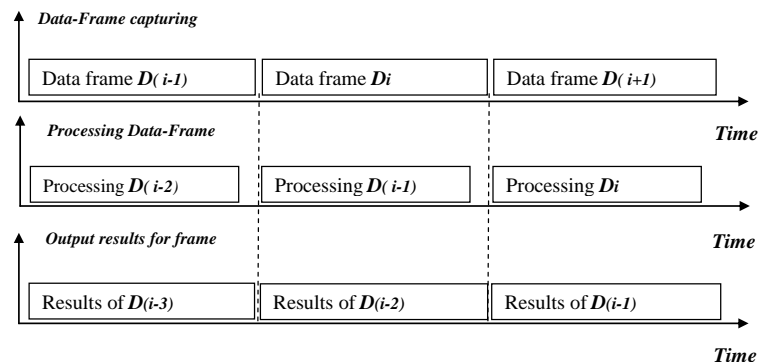 Data-Frame capturing
Data frame D( i-1)
Data frame Di
Data frame D( i+1)
Time
Processing Data-Frame
Processing D( i-2)
Processing D( i-1)
Processing Di
Time
Output results for frame
Results of D(i-3)
Results of D(i-2)
Results of D(i-1)
Time